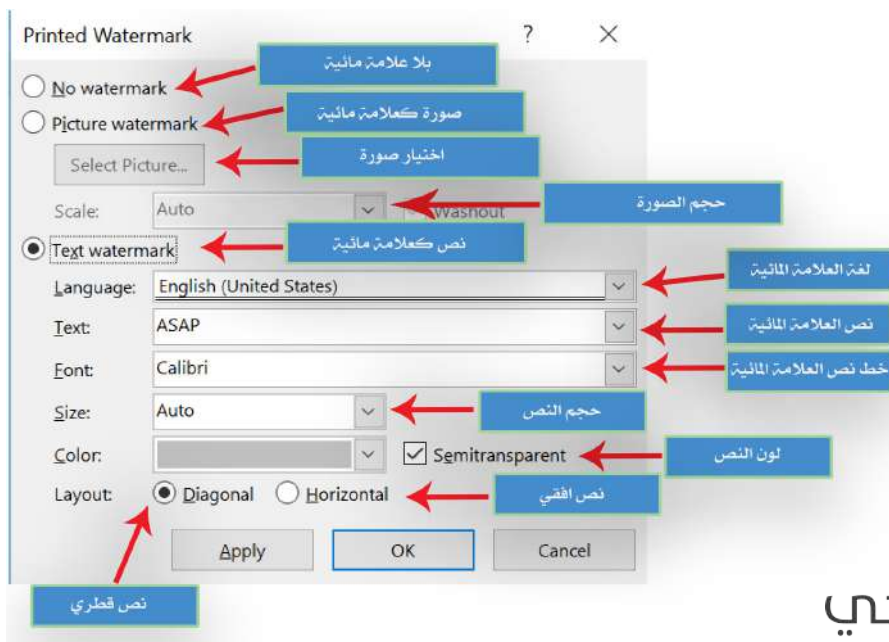 Printed Watermark ? ×
بلا علامة مائية
No watermark
Picture watermark
صورة كعلامة مائية
Select Picture...
اختيار صورة
حجم الصورة
Scale: Auto Washout
Text watermark
نص كعلامة مائية
لغة العلامة المائية
Language: English (United States)
Text: ASAP
نص العلامة المائية
Font: Calibri
خط نص العلامة المائية
Size: Auto
حجم النص
Color: Semitransparent
لون النص
Layout: Diagonal Horizontal
نص افقي
Apply OK Cancel
نص قطري